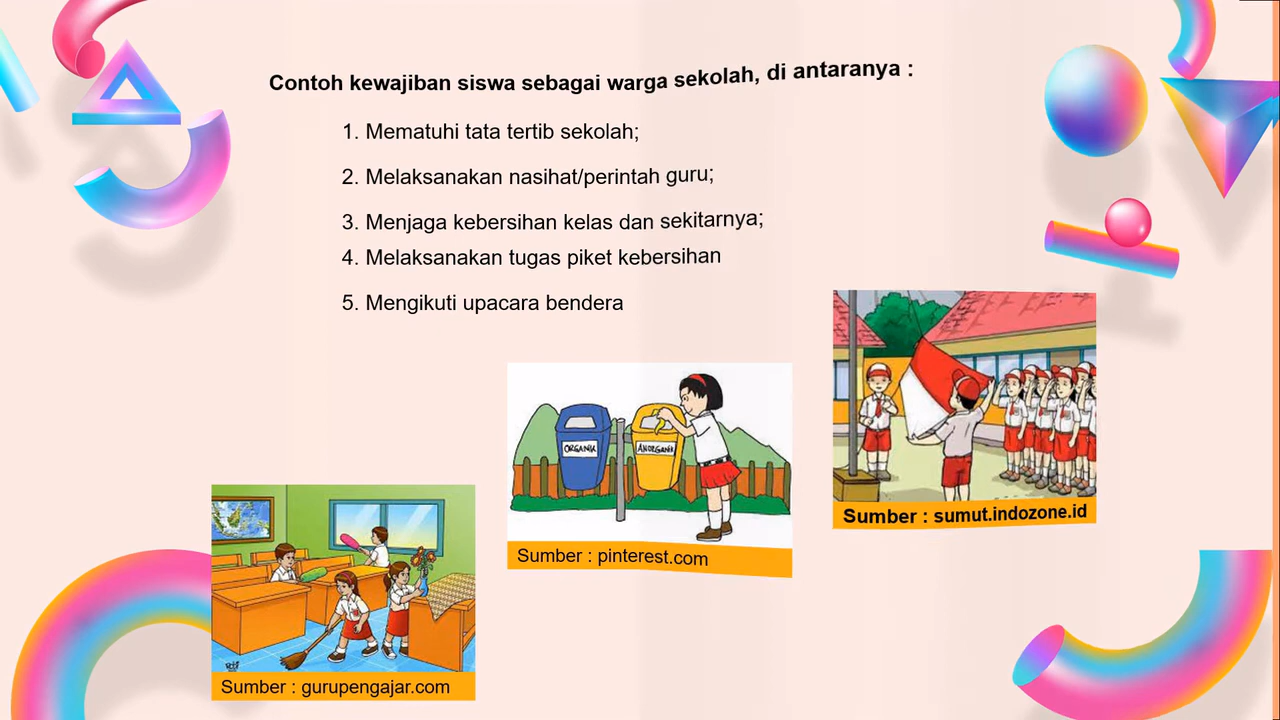 Contoh kewajiban siswa sebagai warga sekolah, di antaranya :
1. Mematuhi tata tertib sekolah;
2. Melaksanakan nasihat/perintah guru;
3. Menjaga kebersihan kelas dan sekitarnya;
4. Melaksanakan tugas piket kebersihan
5. Mengikuti upacara bendera
ORGANIK
ANORGANIK
Sumber : sumut.indozone.id
Sumber : pinterest.com
Sumber : gurupengajar.com